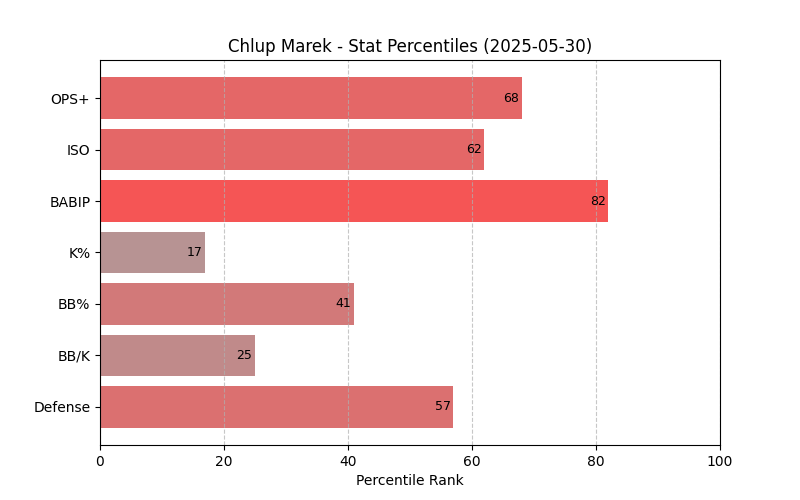 Chlup Marek - Stat Percentiles (2025-05-30)
OPS+ 68
ISO 62
BABIP 82
K% 17
BB% 41
BB/K 25
Defense 57
0 20 40 60 80 100
Percentile Rank